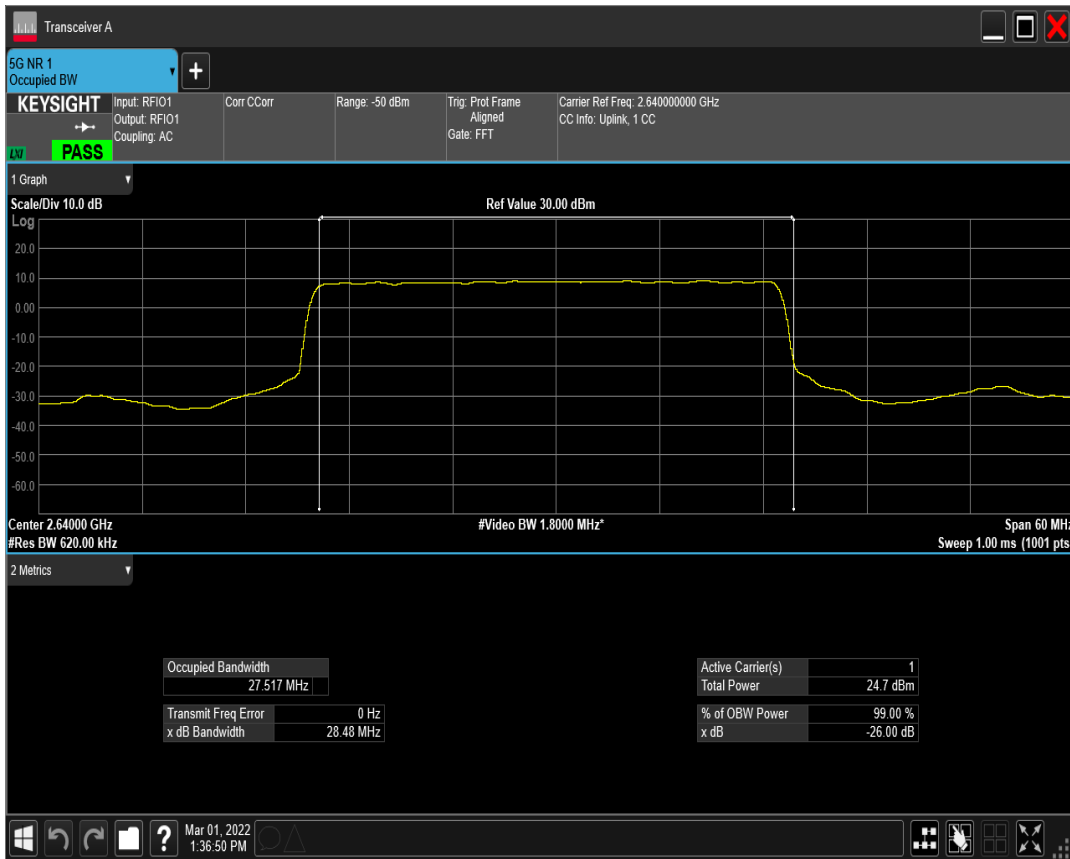 Transceiver A
5G NR 1
Occupied BW
KEYSIGHT
LXI
PASS
Input: RFIO1
Output: RFIO1
Coupling: AC
Corr CCorr
Range: -50 dBm
Trig: Prot Frame
Aligned
Gate: FFT
Carrier Ref Freq: 2.640000000 GHz
CC Info: Uplink, 1 CC
1 Graph
Scale/Div 10.0 dB
Ref Value 30.00 dBm
Log
20.0
10.0
0.00
-10.0
-20.0
-30.0
-40.0
-50.0
-60.0
Center 2.64000 GHz
#Video BW 1.8000 MHz*
Span 60 MHz
#Res BW 620.00 kHz
Sweep 1.00 ms (1001 pts
2 Metrics
Occupied Bandwidth
27.517 MHz
Transmit Freq Error 0 Hz
x dB Bandwidth 28.48 MHz
Active Carrier(s) 1
Total Power 24.7 dBm
% of OBW Power 99.00 %
x dB -26.00 dB
?
Mar 01, 2022
1:36:50 PM